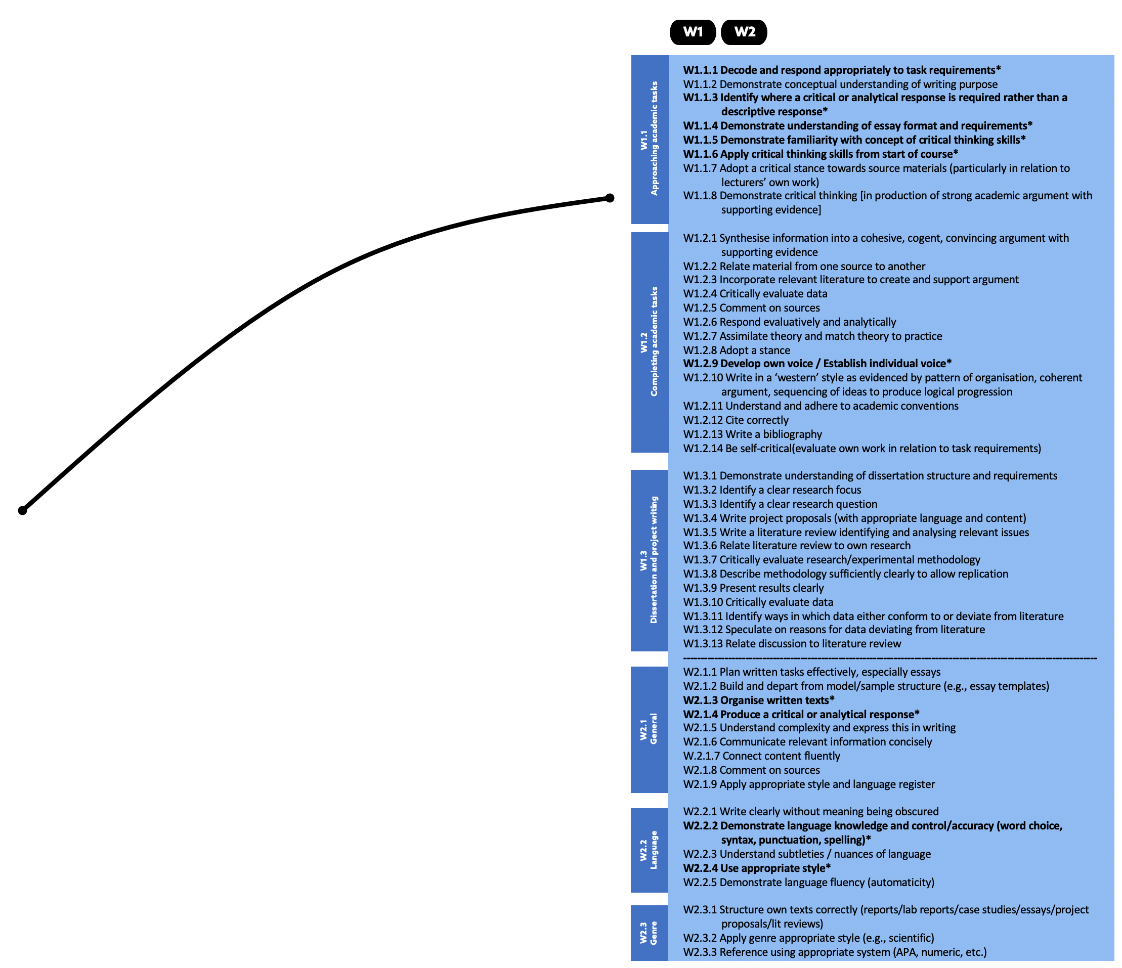 W1 W2
W1.1
Approaching academic tasks
W1.1.1 Decode and respond appropriately to task requirements*
W1.1.2 Demonstrate conceptual understanding of writing purpose
W1.1.3 Identify where a critical or analytical response is required rather than a
descriptive response*
W1.1.4 Demonstrate understanding of essay format and requirements*
W1.1.5 Demonstrate familiarity with concept of critical thinking skills*
W1.1.6 Apply critical thinking skills from start of course*
W1.1.7 Adopt a critical stance towards source materials (particularly in relation to
lecturers’ own work)
W1.1.8 Demonstrate critical thinking [in production of strong academic argument with
supporting evidence]
W1.2
Completing academic tasks
W1.2.1 Synthesise information into a cohesive, cogent, convincing argument with
supporting evidence
W1.2.2 Relate material from one source to another
W1.2.3 Incorporate relevant literature to create and support argument
W1.2.4 Critically evaluate data
W1.2.5 Comment on sources
W1.2.6 Respond evaluatively and analytically
W1.2.7 Assimilate theory and match theory to practice
W1.2.8 Adopt a stance
W1.2.9 Develop own voice / Establish individual voice*
W1.2.10 Write in a ‘western’ style as evidenced by pattern of organisation, coherent
argument, sequencing of ideas to produce logical progression
W1.2.11 Understand and adhere to academic conventions
W1.2.12 Cite correctly
W1.2.13 Write a bibliography
W1.2.14 Be self-critical(evaluate own work in relation to task requirements)
W1.3
Dissertation and project writing
W1.3.1 Demonstrate understanding of dissertation structure and requirements
W1.3.2 Identify a clear research focus
W1.3.3 Identify a clear research question
W1.3.4 Write project proposals (with appropriate language and content)
W1.3.5 Write a literature review identifying and analysing relevant issues
W1.3.6 Relate literature review to own research
W1.3.7 Critically evaluate research/experimental methodology
W1.3.8 Describe methodology sufficiently clearly to allow replication
W1.3.9 Present results clearly
W1.3.10 Critically evaluate data
W1.3.11 Identify ways in which data either conform to or deviate from literature
W1.3.12 Speculate on reasons for data deviating from literature
W1.3.13 Relate discussion to literature review
W2.1
General
W2.1.1 Plan written tasks effectively, especially essays
W2.1.2 Build and depart from model/sample structure (e.g., essay templates)
W2.1.3 Organise written texts*
W2.1.4 Produce a critical or analytical response*
W2.1.5 Understand complexity and express this in writing
W2.1.6 Communicate relevant information concisely
W.2.1.7 Connect content fluently
W2.1.8 Comment on sources
W2.1.9 Apply appropriate style and language register
W2.2
Language
W2.2.1 Write clearly without meaning being obscured
W2.2.2 Demonstrate language knowledge and control/accuracy (word choice,
syntax, punctuation, spelling)*
W2.2.3 Understand subtleties / nuances of language
W2.2.4 Use appropriate style*
W2.2.5 Demonstrate language fluency (automaticity)
W2.3
Genre
W2.3.1 Structure own texts correctly (reports/lab reports/case studies/essays/project
proposals/lit reviews)
W2.3.2 Apply genre appropriate style (e.g., scientific)
W2.3.3 Reference using appropriate system (APA, numeric, etc.)